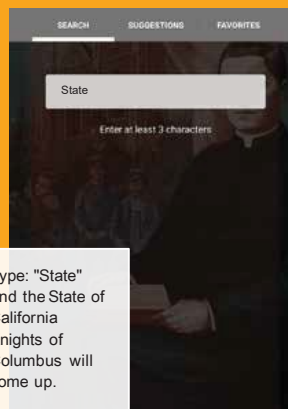 SEARCH SUGGESTIONS FAVORITES
State
Enter at least 3 characters
ype: "State"
nd the State of
alifornia
nights of
olumbus will
ome up.